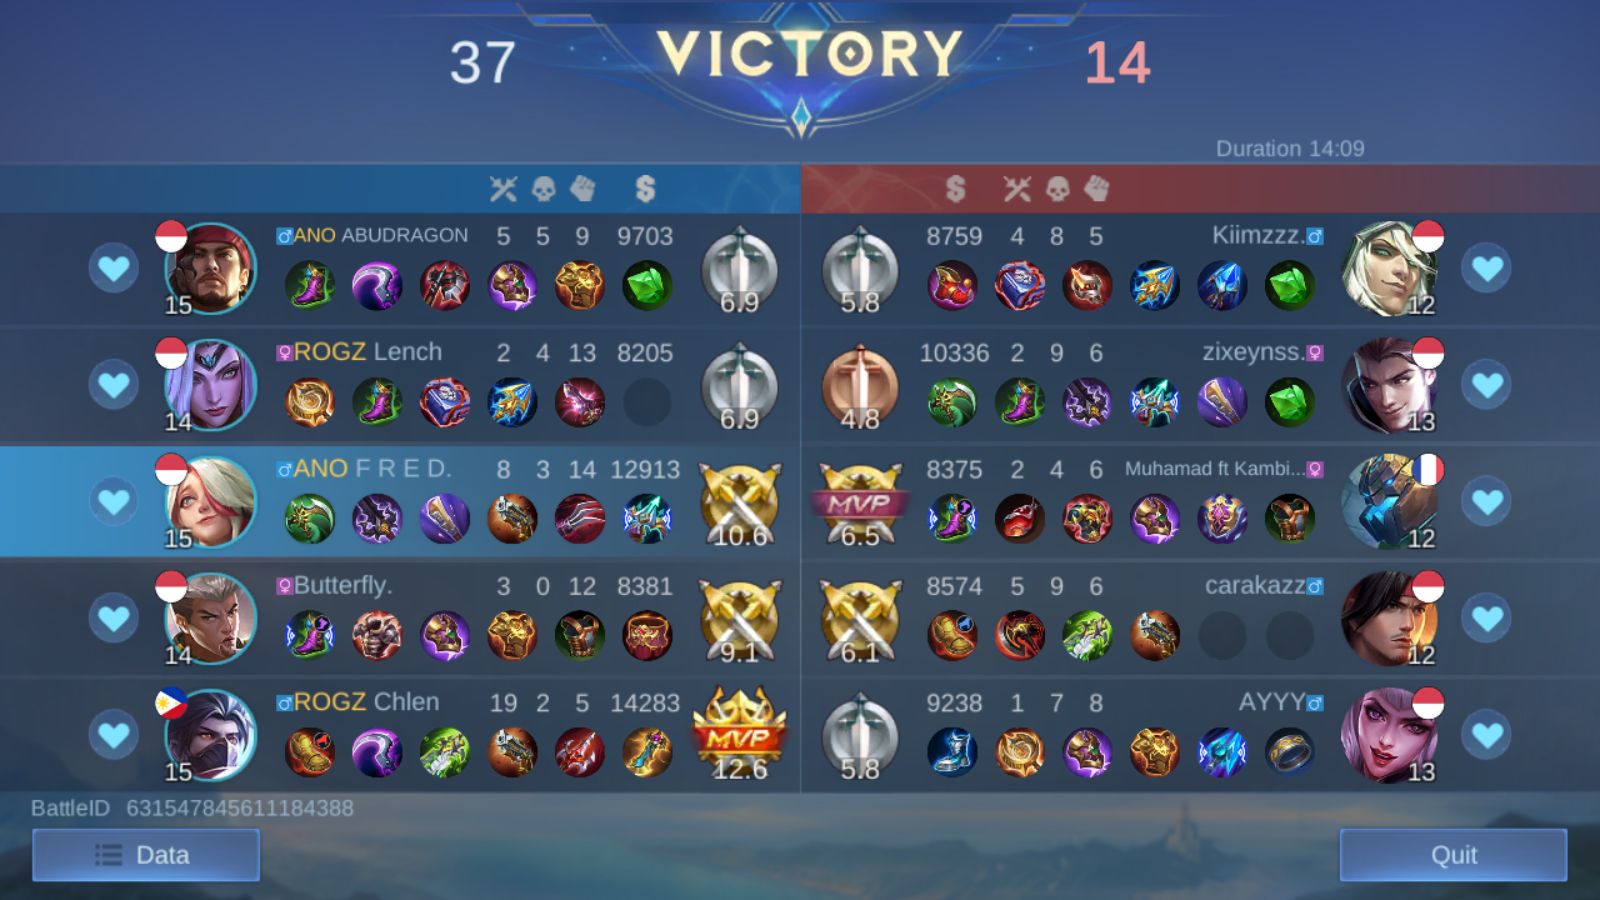 37 VICTORY 14
Duration 14:09
ANO ABUDRAGON 5 5 9 9703
15 6.9
8759 4 8 5 Kiimzzz.
5.8 12
ROGZ Lench 2 4 13 8205
14 6.9
10336 2 9 6 zixeynss.
4.8 13
ANO F R E D. 8 3 14 12913
15 10.6
8375 2 4 6 Muhamad ft Kambi...
MVP 6.5 12
Butterfly. 3 0 12 8381
14 9.1
8574 5 9 6 carakazz
6.1 12
ROGZ Chlen 19 2 5 14283
15 MVP 12.6
9238 1 7 8 AYYY
5.8 13
BattleID 631547845611184388
Data
Quit